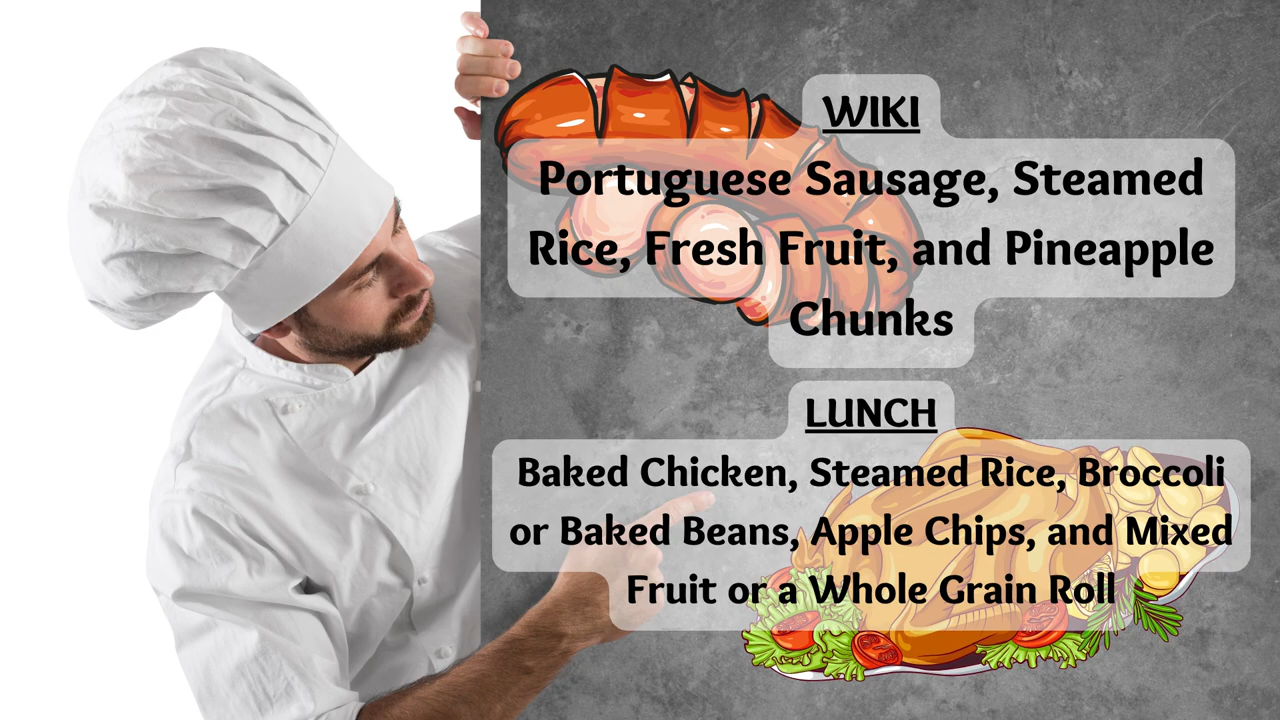 WIKI
Portuguese Sausage, Steamed
Rice, Fresh Fruit, and Pineapple
Chunks
LUNCH
Baked Chicken, Steamed Rice, Broccoli
or Baked Beans, Apple Chips, and Mixed
Fruit or a Whole Grain Roll